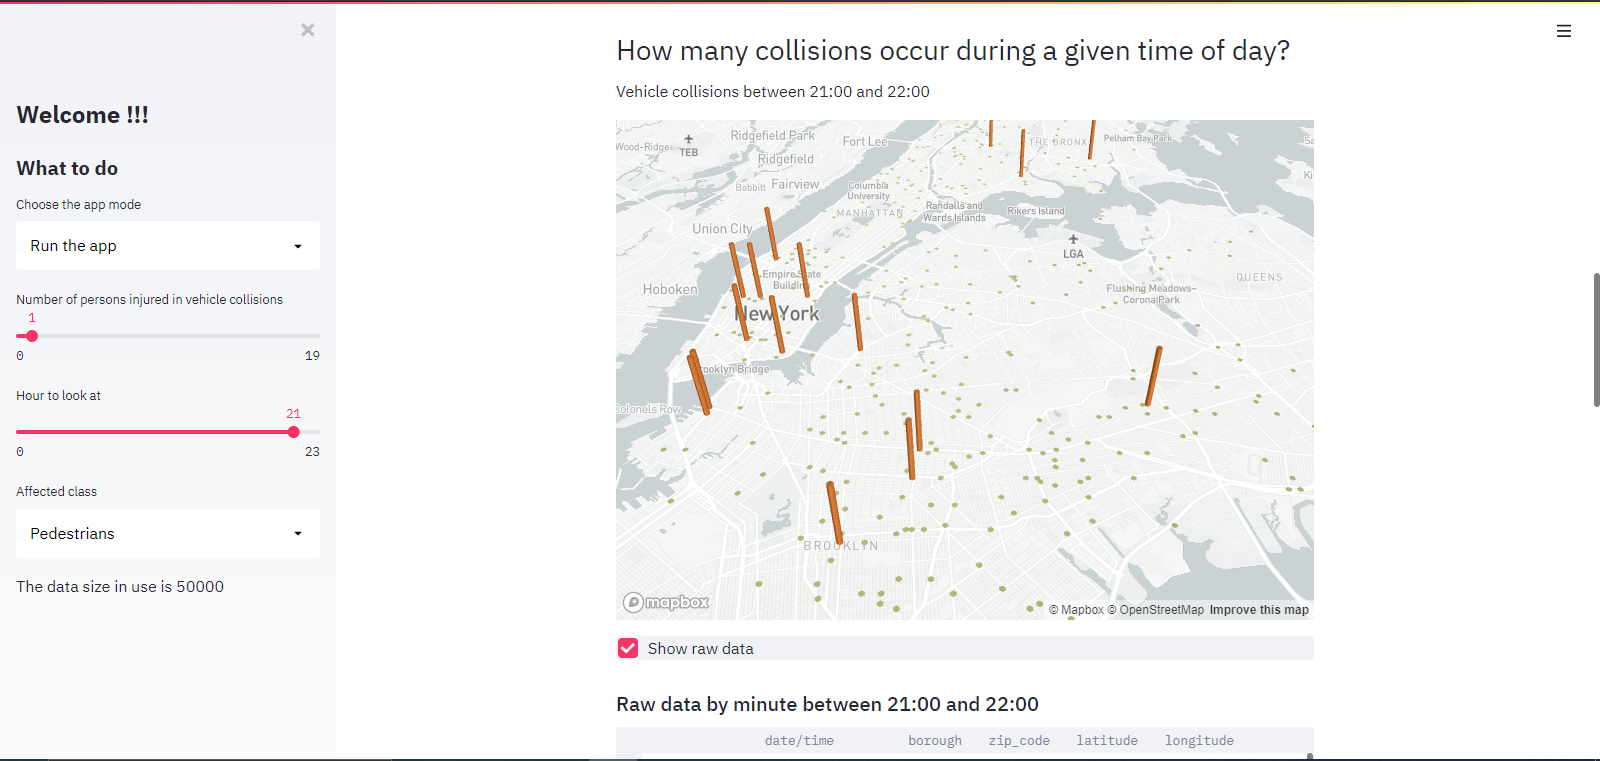 Welcome !!!
What to do
Choose the app mode
Run the app
Number of persons injured in vehicle collisions
1
0 19
Hour to look at
21
0 23
Affected class
Pedestrians
The data size in use is 50000
How many collisions occur during a given time of day?
Vehicle collisions between 21:00 and 22:00
Ridgefield Park
Fort Lee
THE BRONX
Pelham Bay Park
Wood-Ridge
TEB
Ridgefield
Babbitt
Fairview
Columbia
University
MANHATTAN
Randalls and
Wards Islands
Rikers Island
Union City
LGA
Empire State
Building
QUEENS
Hoboken
Flushing Meadows–
Corona Park
New York
Brooklyn Bridge
Colonels Row
BROOKLYN
mapbox
© Mapbox © OpenStreetMap Improve this map
Show raw data
Raw data by minute between 21:00 and 22:00
date/time borough zip_code latitude longitude